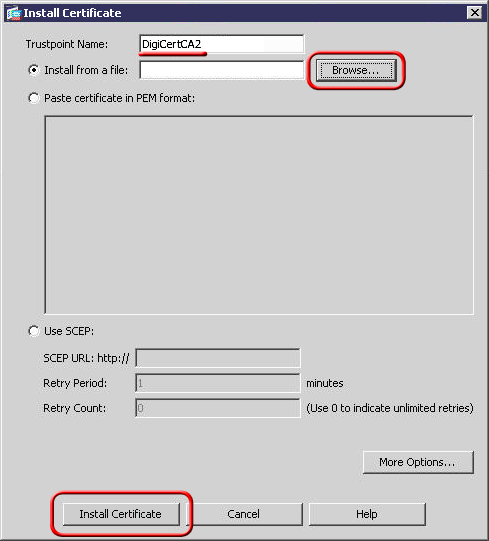 Install Certificate
Trustpoint Name: DigiCertCA2
Install from a file: Browse...
Paste certificate in PEM format:
Use SCEP:
SCEP URL: http://
Retry Period: 1 minutes
Retry Count: 0 (Use 0 to indicate unlimited retries)
More Options...
Install Certificate Cancel Help